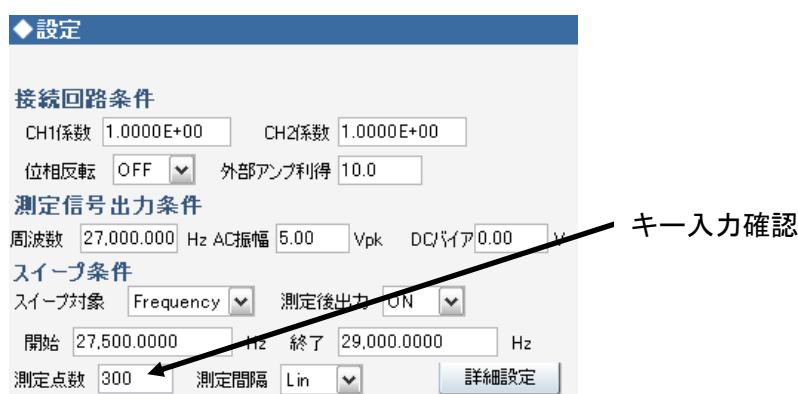 ◆設定
接続回路条件
CH1係数 1.0000E+00 CH2係数 1.0000E+00
位相反転 OFF 外部アンプ利得 10.0
測定信号出力条件
周波数 27,000.000 Hz AC振幅 5.00 Vpk DCバイア 0.00 V
キー入力確認
スイープ条件
スイープ対象 Frequency 測定後出力 ON
開始 27,500.0000 Hz 終了 29,000.0000 Hz
測定点数 300 測定間隔 Lin 詳細設定